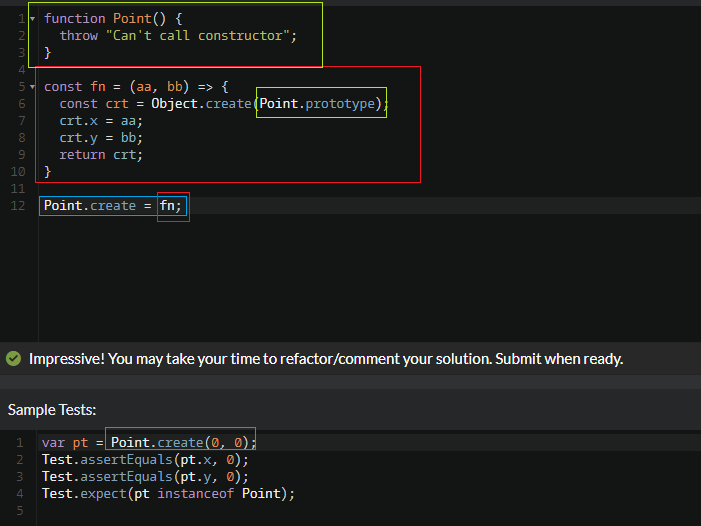 1 function Point() {
2 throw "Can't call constructor";
3 }
4
5 const fn = (aa, bb) => {
6 const crt = Object.create(Point.prototype);
7 crt.x = aa;
8 crt.y = bb;
9 return crt;
10 }
11
12 Point.create = fn;
Impressive! You may take your time to refactor/comment your solution. Submit when ready.
Sample Tests:
1 var pt = Point.create(0, 0);
2 Test.assertEquals(pt.x, 0);
3 Test.assertEquals(pt.y, 0);
4 Test.expect(pt instanceof Point);
5